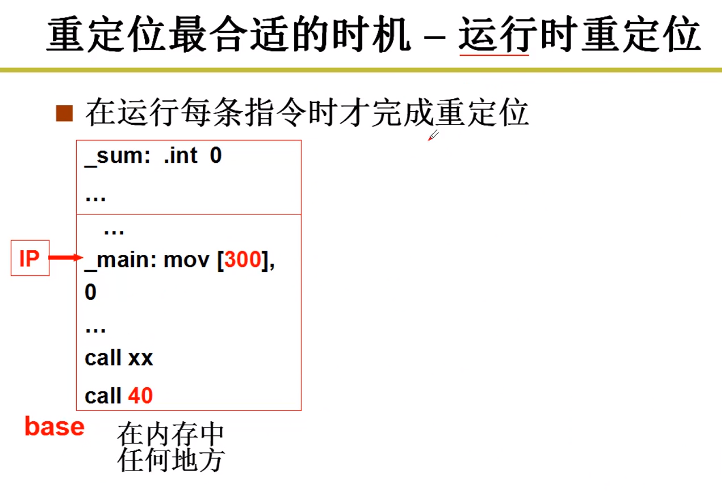 重定位最合适的时机 – 运行时重定位
■ 在运行每条指令时才完成重定位
_sum: .int 0
…
…
IP
_main: mov [300],
0
…
call xx
call 40
base
在内存中
任何地方